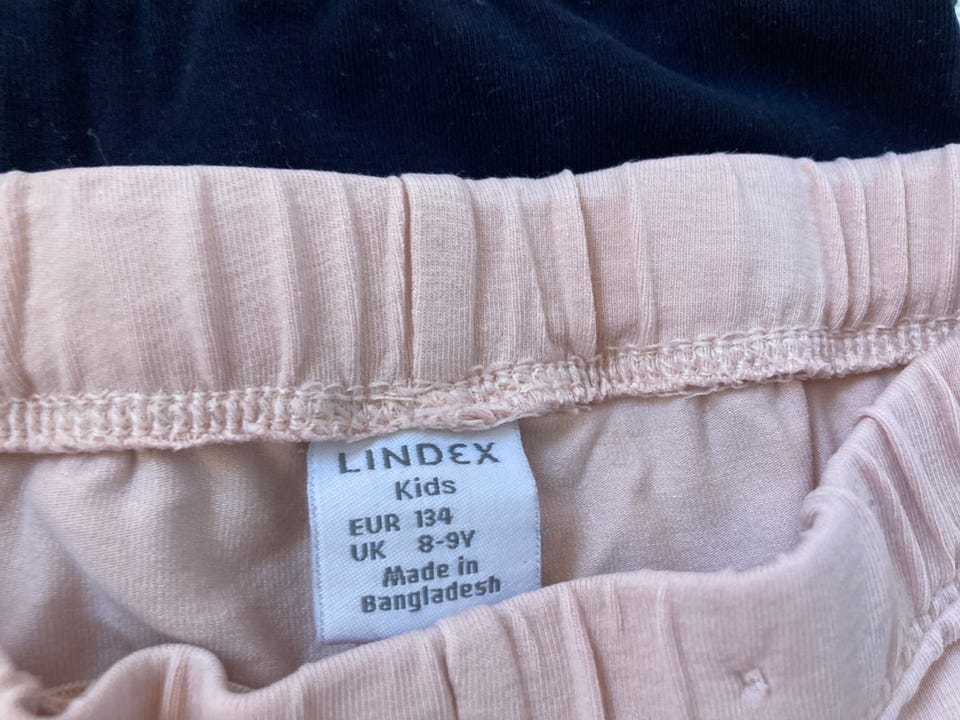 LINDEX
Kids
EUR 134
UK 8-9Y
Made in
Bangladesh